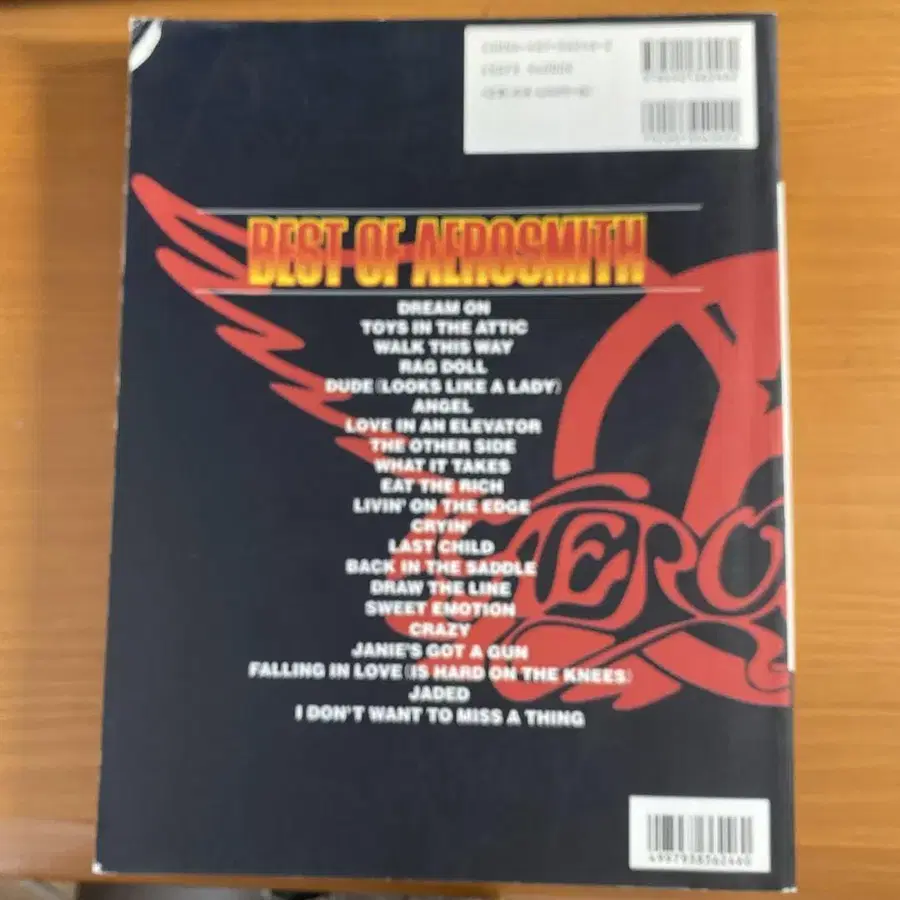 BEST OF AEROSMITH
DREAM ON
TOYS IN THE ATTIC
WALK THIS WAY
RAG DOLL
DUDE (LOOKS LIKE A LADY)
ANGEL
LOVE IN AN ELEVATOR
THE OTHER SIDE
WHAT IT TAKES
EAT THE RICH
LIVIN' ON THE EDGE
CRYIN'
LAST CHILD
BACK IN THE SADDLE
DRAW THE LINE
SWEET EMOTION
CRAZY
JANIE'S GOT A GUN
FALLING IN LOVE (IS HARD ON THE KNEES)
JADED
I DON'T WANT TO MISS A THING
AERO
4997938362460